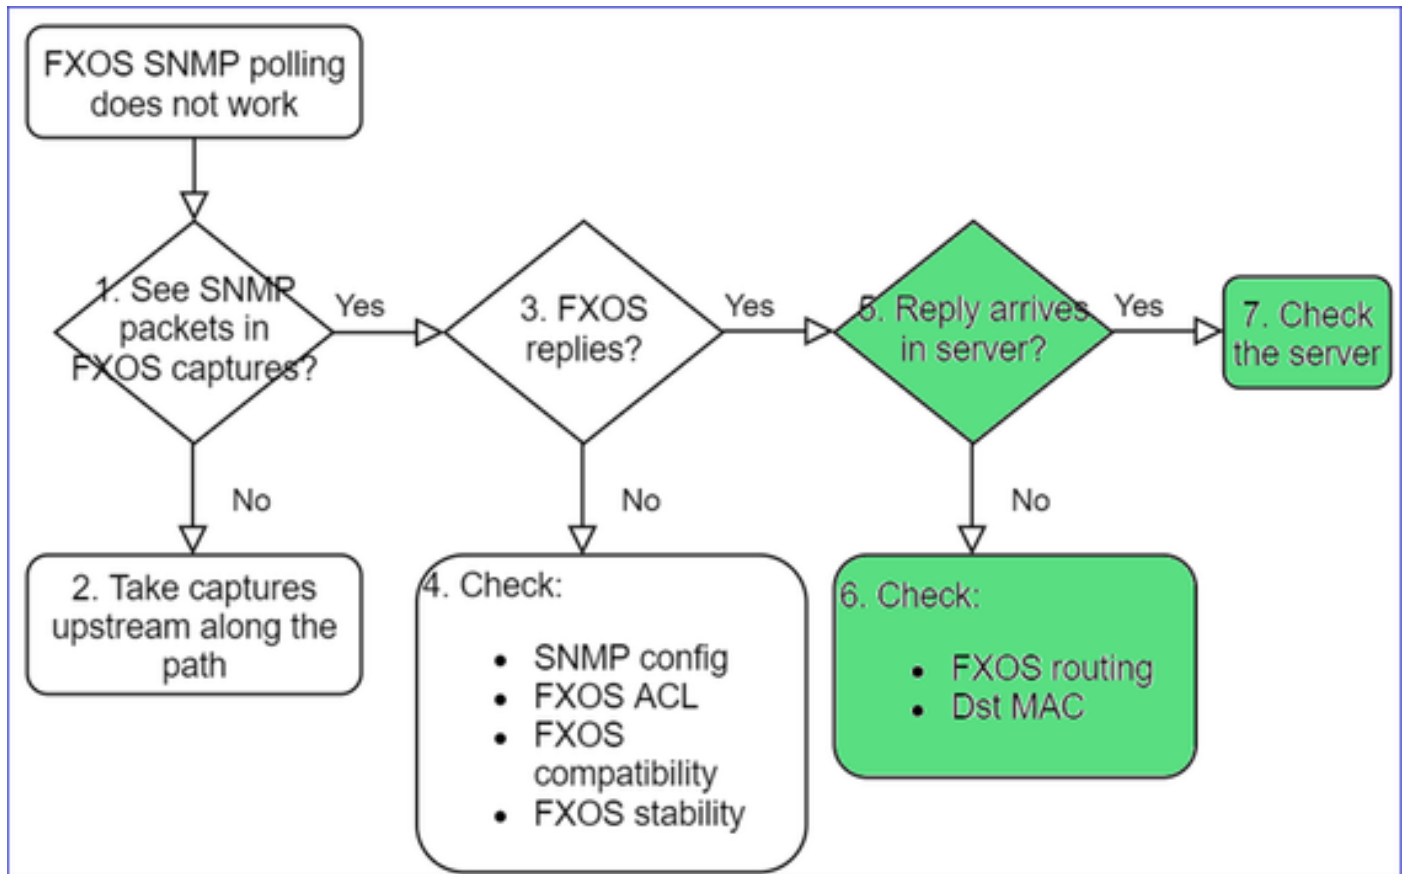 FXOS SNMP polling
does not work
1. See SNMP
packets in
FXOS captures?
Yes
3. FXOS
replies?
Yes
5. Reply arrives
in server?
Yes
7. Check
the server
No
No
No
2. Take captures
upstream along the
path
4. Check:
• SNMP config
• FXOS ACL
• FXOS
compatibility
• FXOS stability
6. Check:
• FXOS routing
• Dst MAC